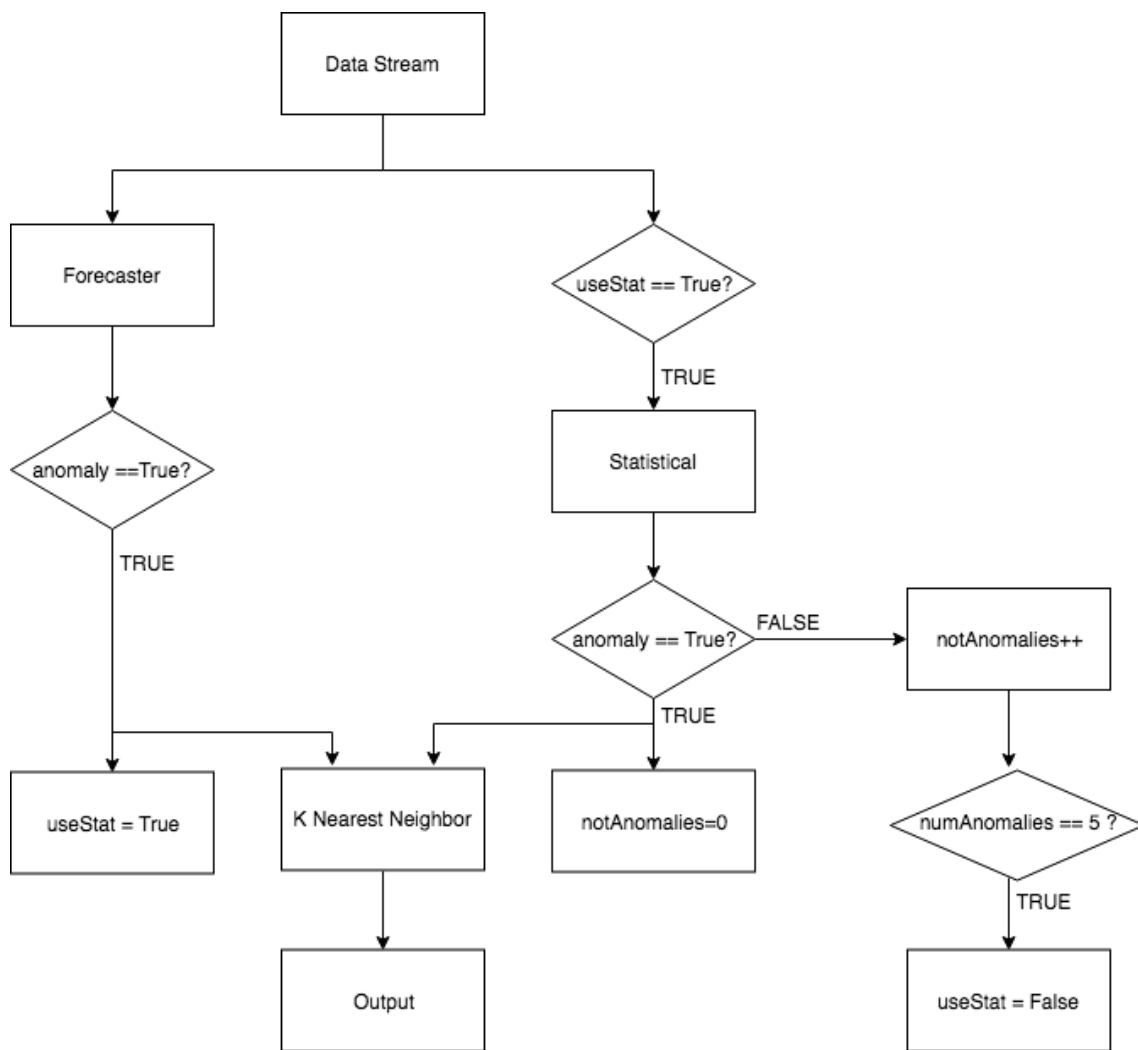 Data Stream
Forecaster
useStat == True?
TRUE
anomaly ==True?
Statistical
TRUE
anomaly == True?
FALSE
notAnomalies++
TRUE
useStat = True
K Nearest Neighbor
notAnomalies=0
numAnomalies == 5 ?
TRUE
Output
useStat = False